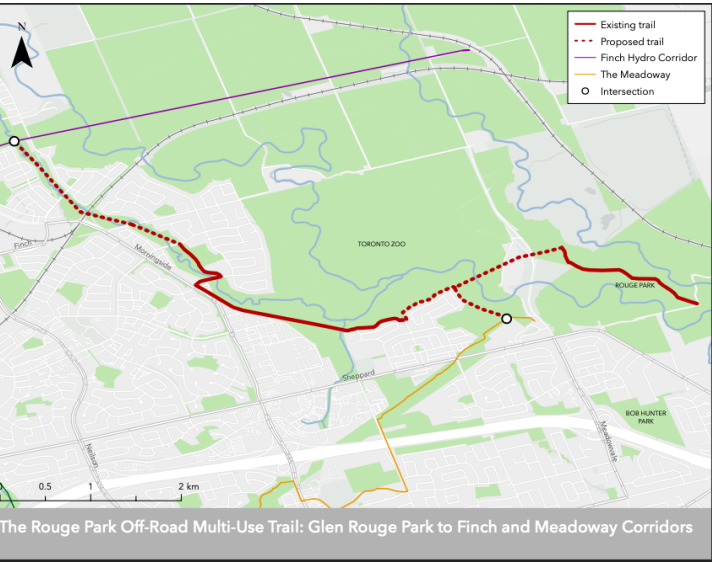 N
Existing trail
Proposed trail
Finch Hydro Corridor
The Meadoway
Intersection
TORONTO ZOO
Finch
Morningside
ROUGE PARK
Sheppard
BOB HUNTER
PARK
Meadowvale
Neilson
0 0.5 1 2 km
The Rouge Park Off-Road Multi-Use Trail: Glen Rouge Park to Finch and Meadoway Corridors